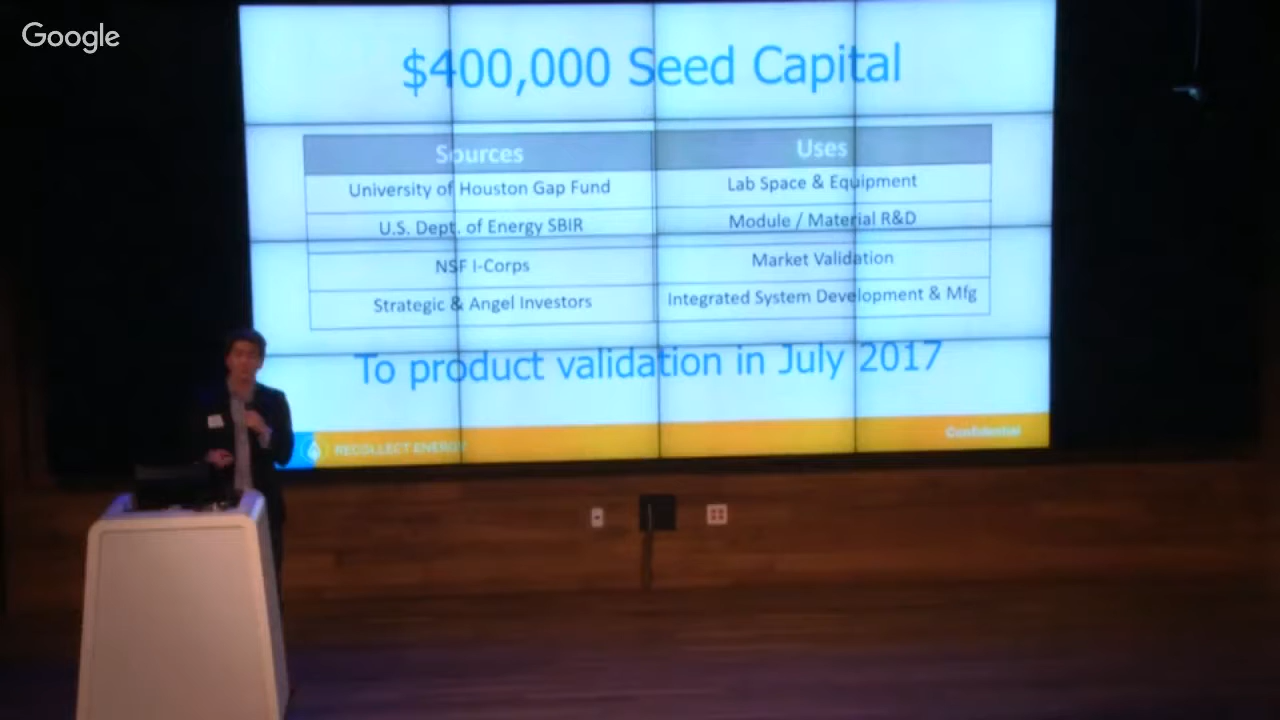 Google
$400,000 Seed Capital
Sources Uses
University of Houston Gap Fund Lab Space & Equipment
U.S. Dept. of Energy SBIR Module / Material R&D
NSF I-Corps Market Validation
Strategic & Angel Investors Integrated System Development & Mfg
To product validation in July 2017
RECOLLECT ENERGY Confidential